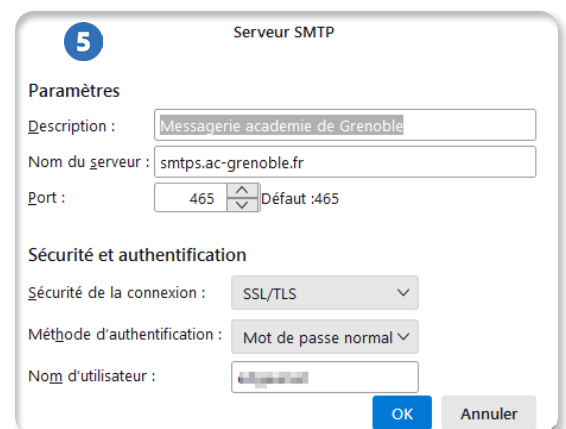 5
Serveur SMTP
Paramètres
Description : Messagerie academie de Grenoble
Nom du serveur : smtps.ac-grenoble.fr
Port : 465 Défaut :465
Sécurité et authentification
Sécurité de la connexion : SSL/TLS
Méthode d'authentification : Mot de passe normal
Nom d'utilisateur :
OK Annuler